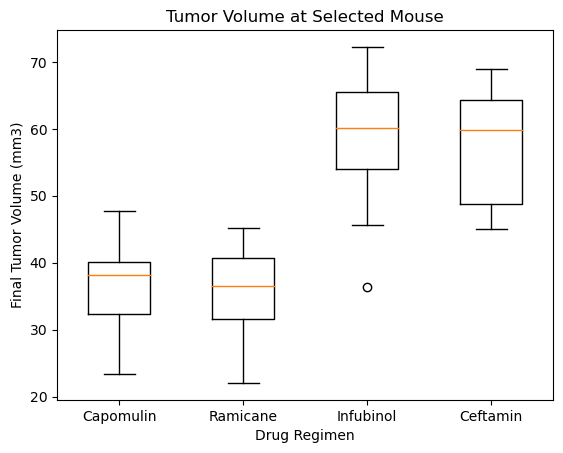 Tumor Volume at Selected Mouse
Final Tumor Volume (mm3)
70
60
50
40
30
20
Capomulin Ramicane Infubinol Ceftamin
Drug Regimen